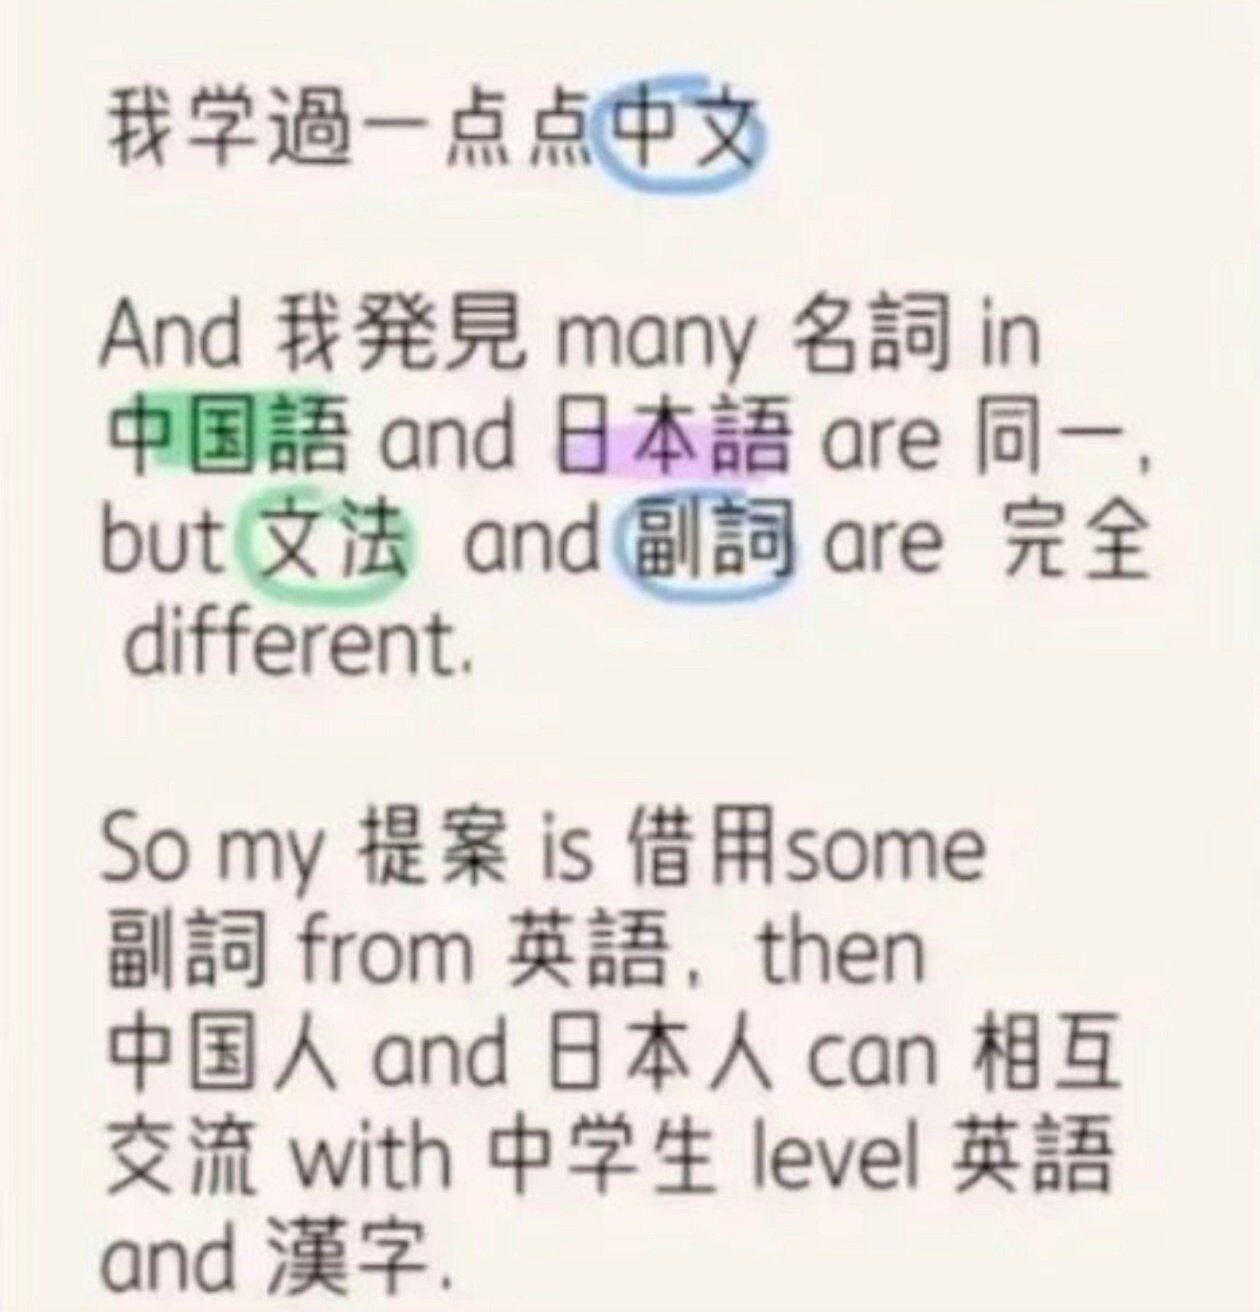 我学過一点点中文
And 我発見 many 名詞 in
中国語 and 日本語 are 同一,
but 文法 and 副詞 are 完全
different.
So my 提案 is 借用some
副詞 from 英語, then
中国人 and 日本人 can 相互
交流 with 中学生 level 英語
and 漢字.